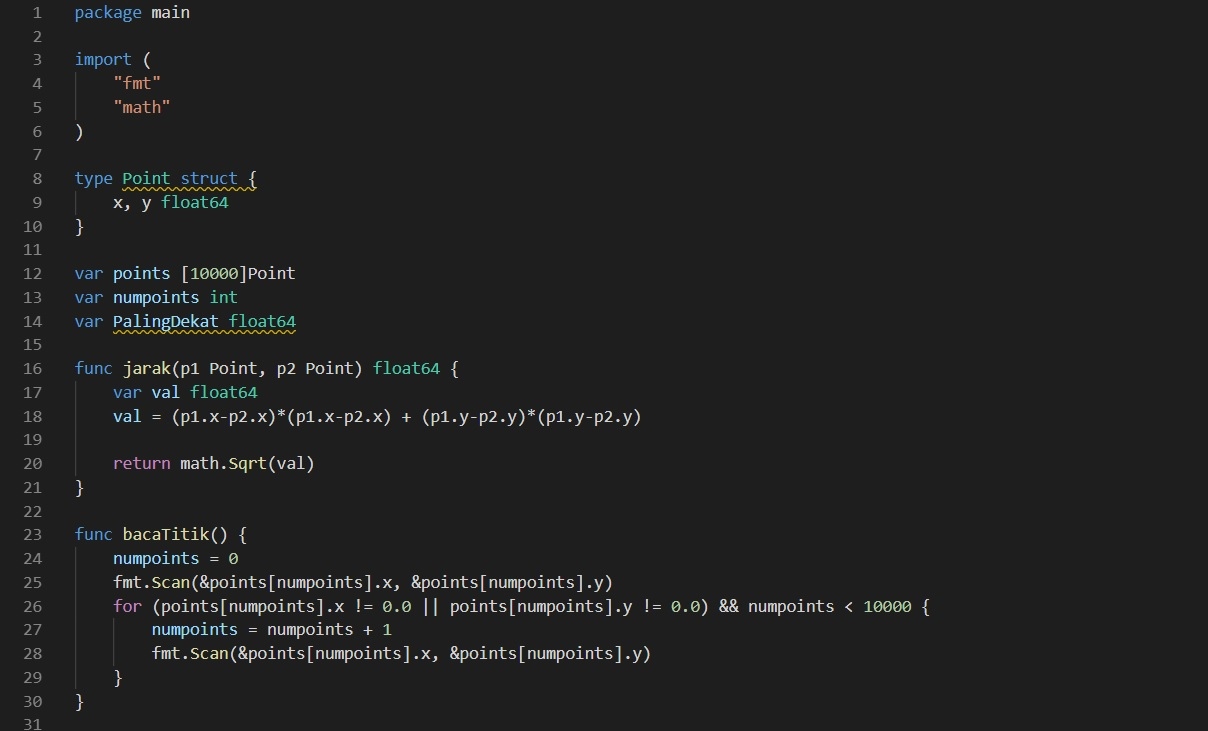 1 package main
2
3 import (
4     "fmt"
5     "math"
6 )
7
8 type Point struct {
9     x, y float64
10 }
11
12 var points [10000]Point
13 var numpoints int
14 var PalingDekat float64
15
16 func jarak(p1 Point, p2 Point) float64 {
17     var val float64
18     val = (p1.x-p2.x)*(p1.x-p2.x) + (p1.y-p2.y)*(p1.y-p2.y)
19
20     return math.Sqrt(val)
21 }
22
23 func bacaTitik() {
24     numpoints = 0
25     fmt.Scan(&points[numpoints].x, &points[numpoints].y)
26     for (points[numpoints].x != 0.0 || points[numpoints].y != 0.0) && numpoints < 10000 {
27         numpoints = numpoints + 1
28         fmt.Scan(&points[numpoints].x, &points[numpoints].y)
29     }
30 }
31